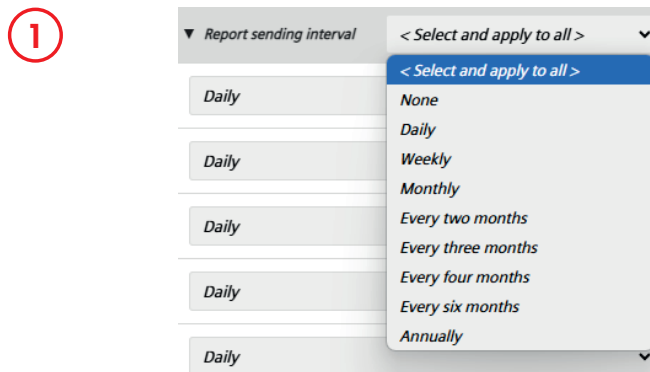 1
▼ Report sending interval
< Select and apply to all >
< Select and apply to all >
None
Daily
Weekly
Monthly
Every two months
Every three months
Every four months
Every six months
Annually
Daily
Daily
Daily
Daily
Daily